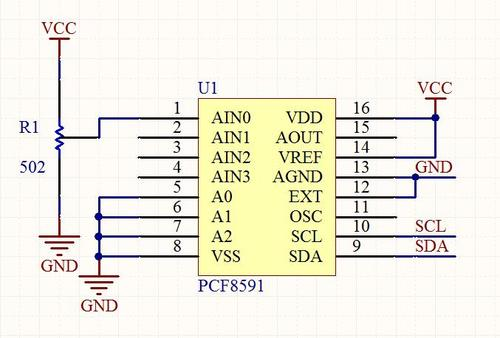 VCC
U1
VCC
R1
502
1 AIN0 VDD 16
2 AIN1 AOUT 15
3 AIN2 VREF 14
4 AIN3 AGND 13 GND
5 A0 EXT 12
6 A1 OSC 11
7 A2 SCL 10 SCL
8 VSS SDA 9 SDA
GND
GND
PCF8591